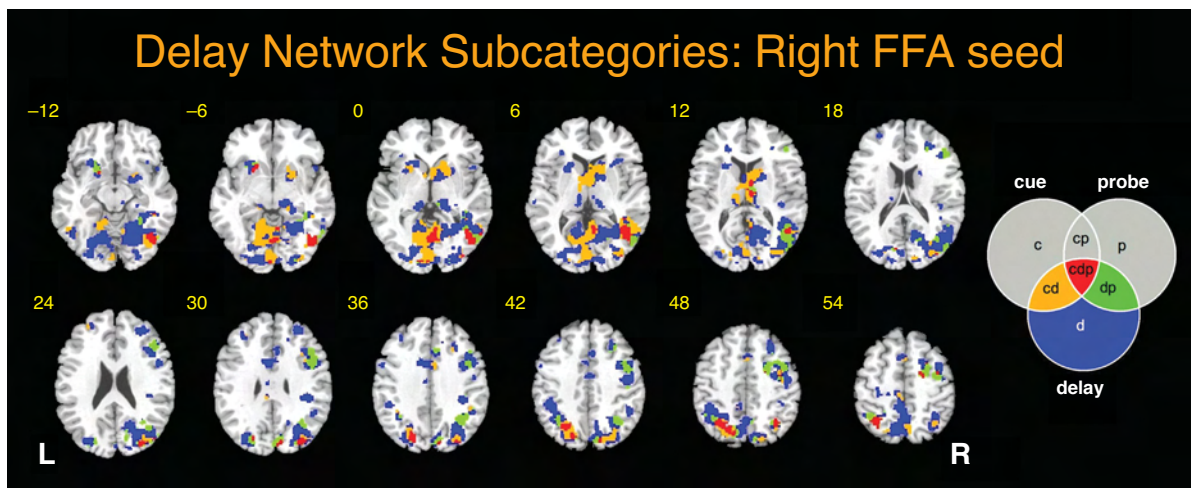 Delay Network Subcategories: Right FFA seed
–12 –6 0 6 12 18
cue probe
c cp p
cdp
cd dp
d
delay
24 30 36 42 48 54
L R